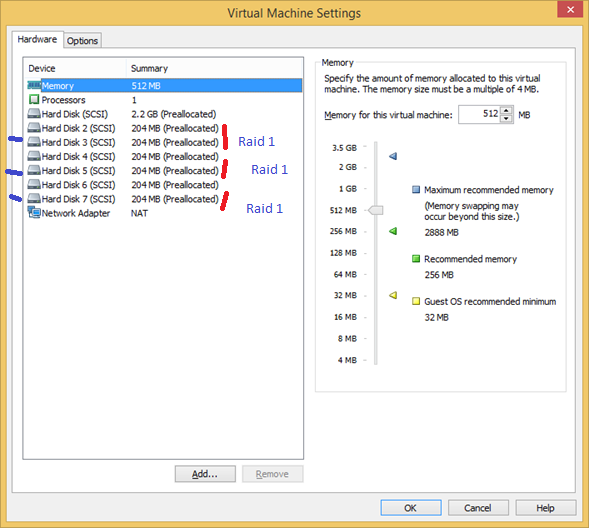 Virtual Machine Settings
Hardware
Options
Device Summary
Memory 512 MB
Processors 1
Hard Disk (SCSI) 2.2 GB (Preallocated)
Hard Disk 2 (SCSI) 204 MB (Preallocated)
Hard Disk 3 (SCSI) 204 MB (Preallocated) Raid 1
Hard Disk 4 (SCSI) 204 MB (Preallocated)
Hard Disk 5 (SCSI) 204 MB (Preallocated) Raid 1
Hard Disk 6 (SCSI) 204 MB (Preallocated)
Hard Disk 7 (SCSI) 204 MB (Preallocated) Raid 1
Network Adapter NAT
Add...
Remove
Memory
Specify the amount of memory allocated to this virtual
machine. The memory size must be a multiple of 4 MB.
Memory for this virtual machine: 512 MB
3.5 GB
2 GB
1 GB
512 MB
256 MB
128 MB
64 MB
32 MB
16 MB
8 MB
4 MB
Maximum recommended memory
(Memory swapping may
occur beyond this size.)
2888 MB
Recommended memory
256 MB
Guest OS recommended minimum
32 MB
OK
Cancel
Help